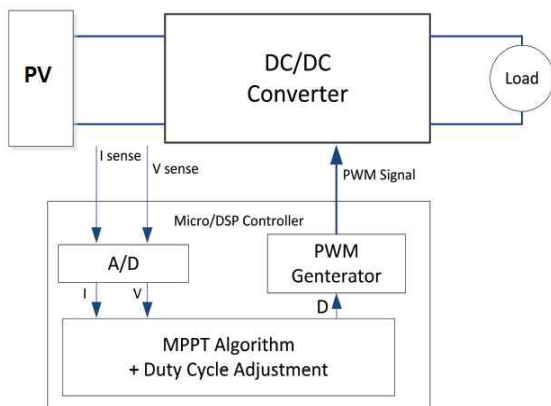 PV
DC/DC
Converter
Load
I sense
V sense
PWM Signal
Micro/DSP Controller
A/D
PWM
Genterator
I
V
D
MPPT Algorithm
+ Duty Cycle Adjustment